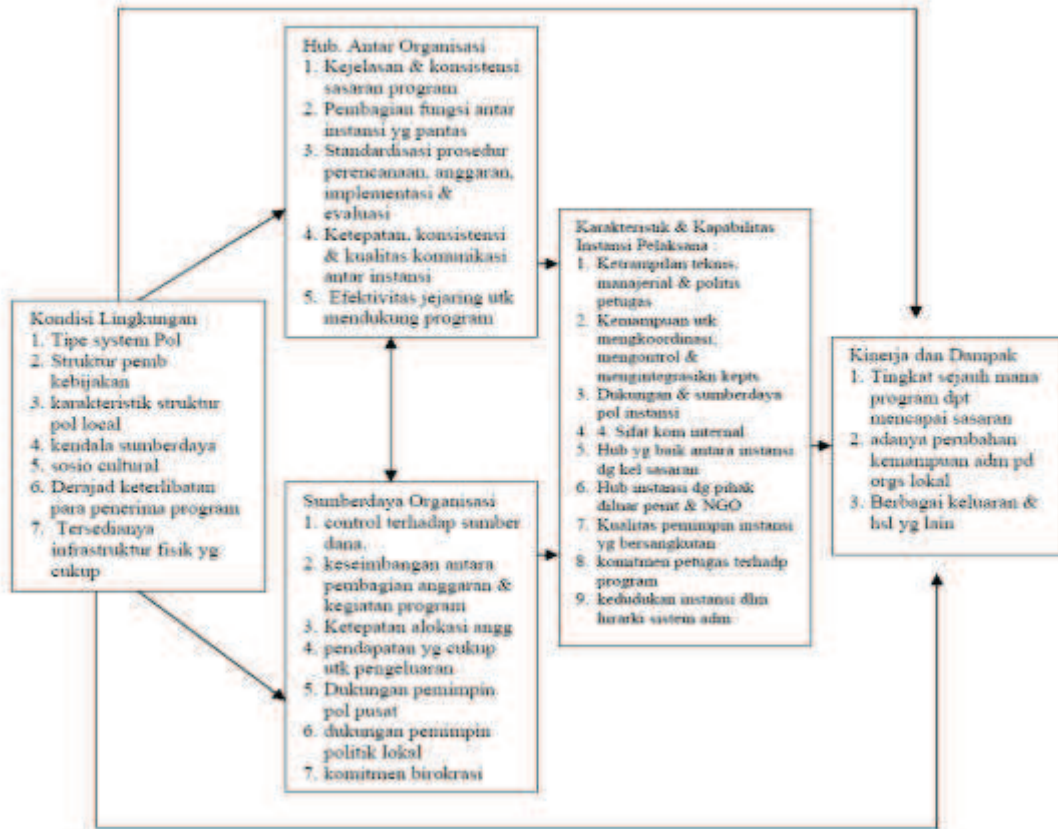 Hub. Antar Organisasi
1. Kejelasan & konsistensi
sasaran program
2. Pembagian fungsi antar
instansi yg pantas
3. Standardisasi prosedur
perencanaan, anggaran,
implementasi &
evaluasi
4. Ketepatan, konsistensi
& kualitas komunikasi
antar instansi
5. Efektivitas jejaring utk
mendukung program
Kondisi Lingkungan
1. Tipe system Pol
2. Struktur pemb
kebijakan
3. karakteristik struktur
pol local
4. kendala sumberdaya
5. sosio cultural
6. Derajad keterlibatan
para penerima program
7. Tersedianya
infrastruktur fisik yg
cukup
Sumberdaya Organisasi
1. control terhadap sumber
dana.
2. keseimbangan antara
pembagian anggaran &
kegiatan program
3. Ketepatan alokasi angg
4. pendapatan yg cukup
utk pengeluaran
5. Dukungan pemimpin
pol pusat
6. dukungan pemimpin
politik lokal
7. komitmen birokrasi
Karakteristik & Kapabilitas
Instansi Pelaksana :
1. Ketrampilan teknis,
manajerial & politis
petugas
2. Kemampuan utk
mengkoordinasi,
mengontrol &
mengintegrasikn kepts
3. Dukungan & sumberdaya
pol instansi
4. 4. Sifat kom internal
5. Hub yg baik antara instansi
dg kel sasaran
6. Hub instansi dg pihak
diluar pemt & NGO
7. Kualitas pemimpin instansi
yg bersangkutan
8. komitmen petugas terhadp
program
9. kedudukan instansi dlm
hirarki sistem adm
Kinerja dan Dampak
1. Tingkat sejauh mana
program dpt
mencapai sasaran
2. adanya perubahan
kemampuan adm pd
orgs lokal
3. Berbagai keluaran &
hsl yg lain